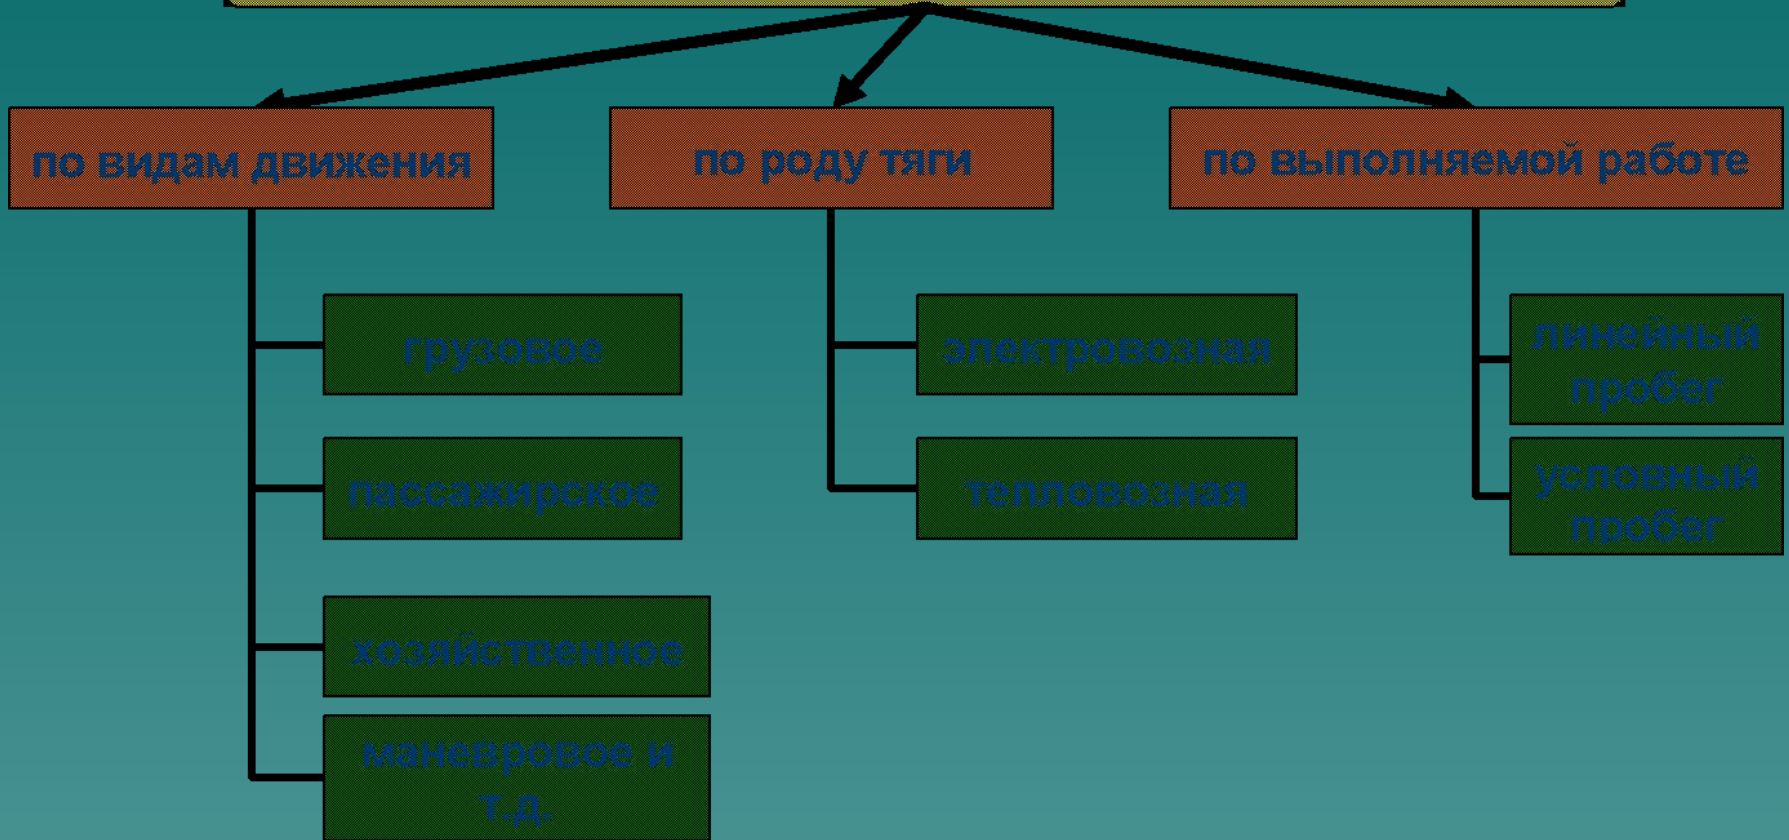 по видам движения
по роду тяги
по выполняемой работе
грузовое
пассажирское
хозяйственное
маневровое и
т.д.
электровозная
тепловозная
линейный
пробег
условный
пробег